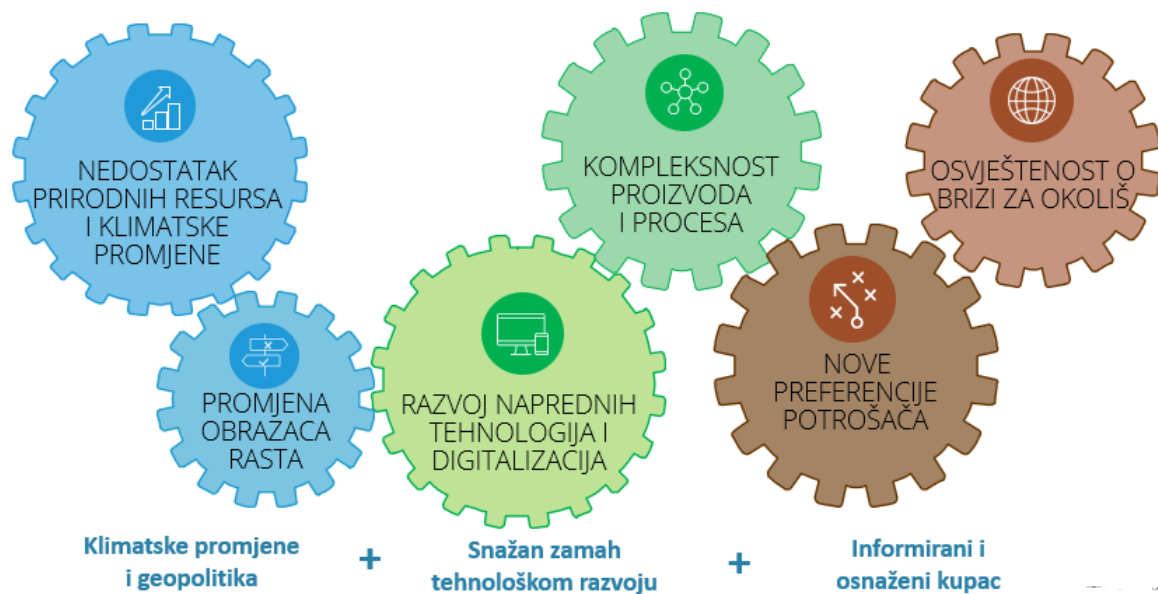 NEDOSTATAK
PRIRODNIH RESURSA
I KLIMATSKE
PROMJENE
PROMJENA
OBRAZACA
RASTA
RAZVOJ NAPREDNIH
TEHNOLOGIJA I
DIGITALIZACIJA
KOMPLEKSNOST
PROIZVODA
I PROCESA
NOVE
PREFERENCIJE
POTROŠAČA
OSVJEŠTENOST O
BRIZI ZA OKOLIŠ
Klimatske promjene
i geopolitika
+
Snažan zamah
tehnološkom razvoju
+
Informirani i
osnaženi kupac